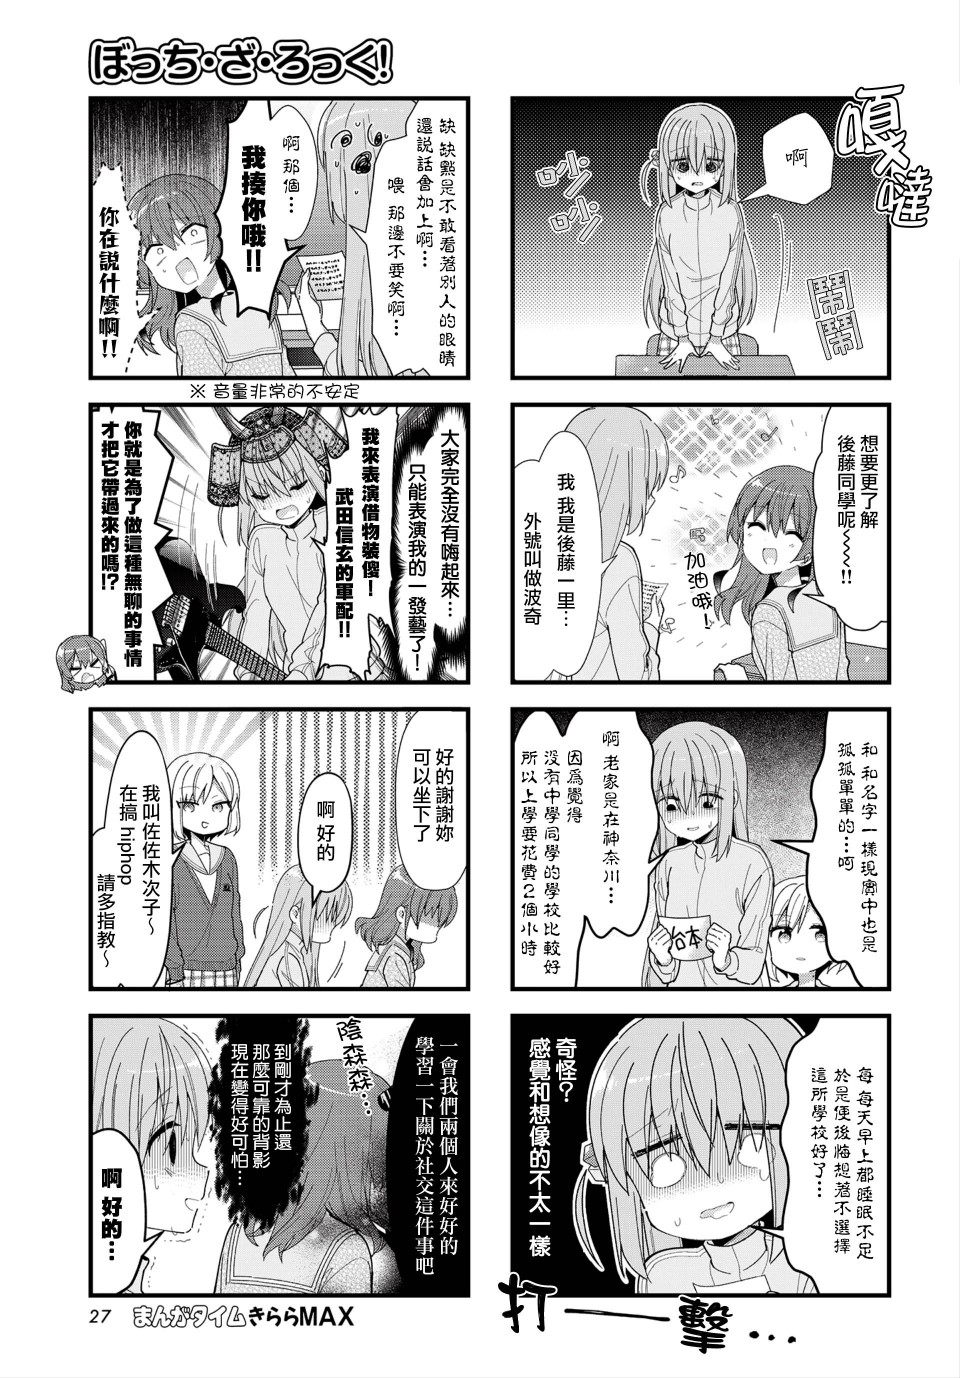 ぼっち・ざ・ろっく!
嘎噠
啊
吵
吵
鬧
鬧
想要更了解
後藤同學呢~~~!!
加油哦!
我 我是後藤一里…
外號叫做波奇
和 和名字一樣現實中也是
孤孤單單的…呵
啊 老家是在神奈川…
因為覺得
沒有中學同學的學校比較好
所以上學要花費2個小時
台本
每 每天早上都睡眠不足
於是便後悔想著不選擇
這所學校好了…
奇怪?
感覺和想像的不太一樣
打一擊…
缺 缺點是不敢看著別人的眼睛
還說話會加上啊…
喂 那邊不要笑啊…
啊 那個…
我揍你哦!!
你在説什麼啊!!
※ 音量非常的不安定
大家完全沒有嗨起來…
只能表演我的一發藝了!
我來表演借物裝傻!
武田信玄的軍配!!
你就是為了做這種無聊的事情
才把它帶過來的嗎!?
好的謝謝妳
可以坐下了
啊 好的
我叫佐佐木次子~
在搞 hiphop
請多指教~
一會我們兩個人來好好的
學習一下關於社交這件事吧
陰森森…
到剛才為止還
那麼可靠的背影
現在變得好可怕…
啊 好的…
27
まんがタイムきららMAX